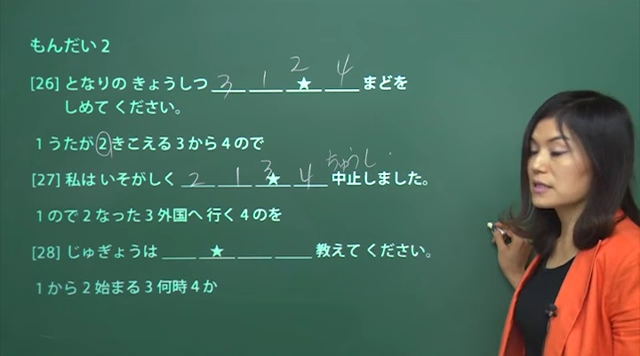 もんだい2
[26] となりの きょうしつ 3 1 2★ 4 まどを
しめて ください。
1 うたが 2 きこえる 3 から 4 ので
[27] 私は いそがしく 2 1 3★ 4 ちゅうし 中止しました。
1 ので 2 なった 3 外国へ 行く 4 のを
[28] じゅぎょうは ＿ ★ ＿ ＿ 教えて ください。
1 から 2 始まる 3 何時 4 か